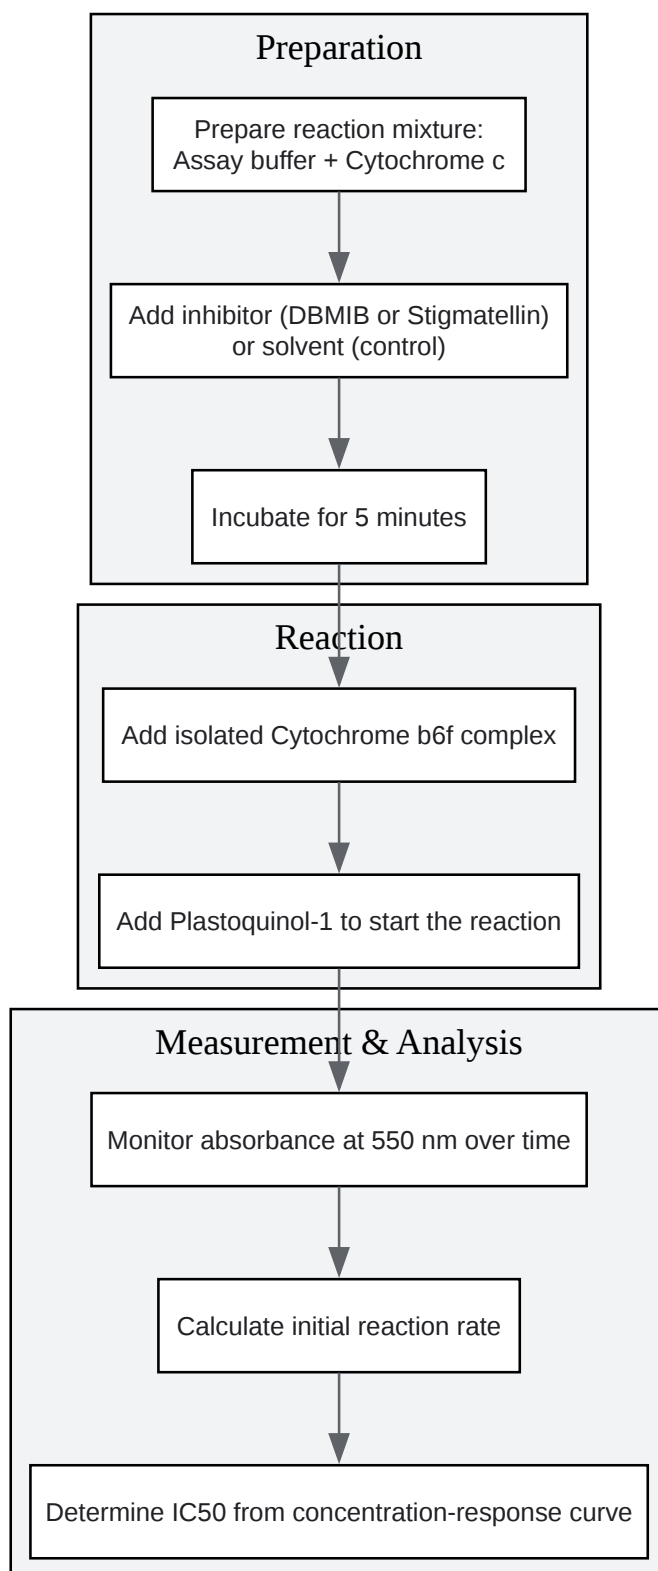 Preparation
Prepare reaction mixture:
Assay buffer + Cytochrome c
Add inhibitor (DBMIB or Stigmatellin)
or solvent (control)
Incubate for 5 minutes
Reaction
Add isolated Cytochrome b6f complex
Add Plastoquinol-1 to start the reaction
Measurement & Analysis
Monitor absorbance at 550 nm over time
Calculate initial reaction rate
Determine IC50 from concentration-response curve